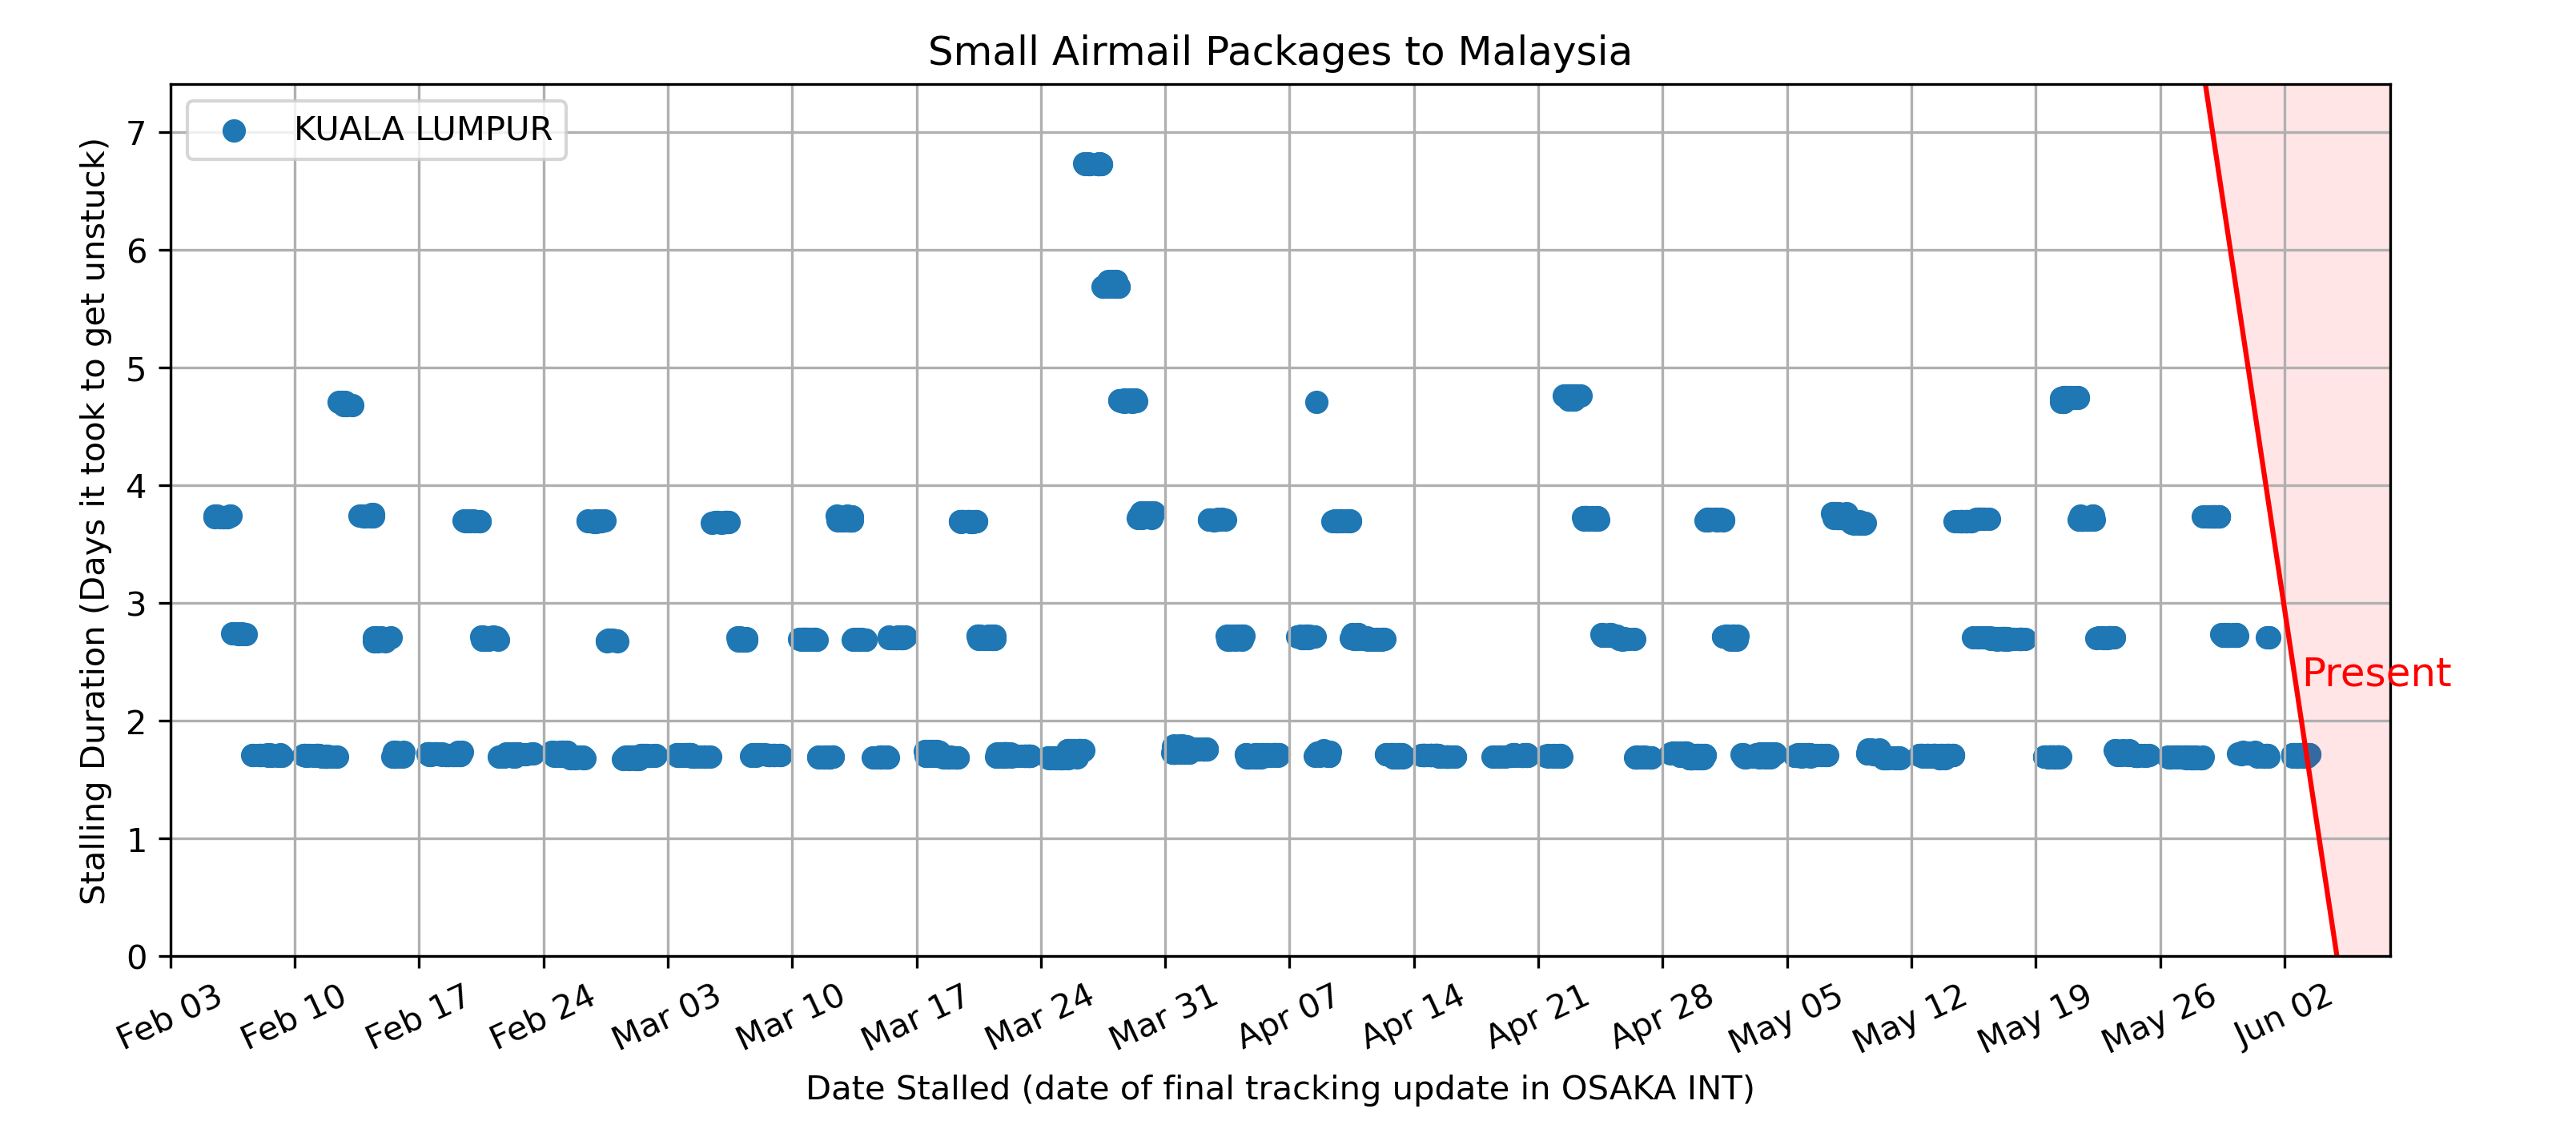 Small Airmail Packages to Malaysia
KUALA LUMPUR
Stalling Duration (Days it took to get unstuck)
7
6
5
4
3
2
1
0
Present
Feb 03
Feb 10
Feb 17
Feb 24
Mar 03
Mar 10
Mar 17
Mar 24
Mar 31
Apr 07
Apr 14
Apr 21
Apr 28
May 05
May 12
May 19
May 26
Jun 02
Date Stalled (date of final tracking update in OSAKA INT)